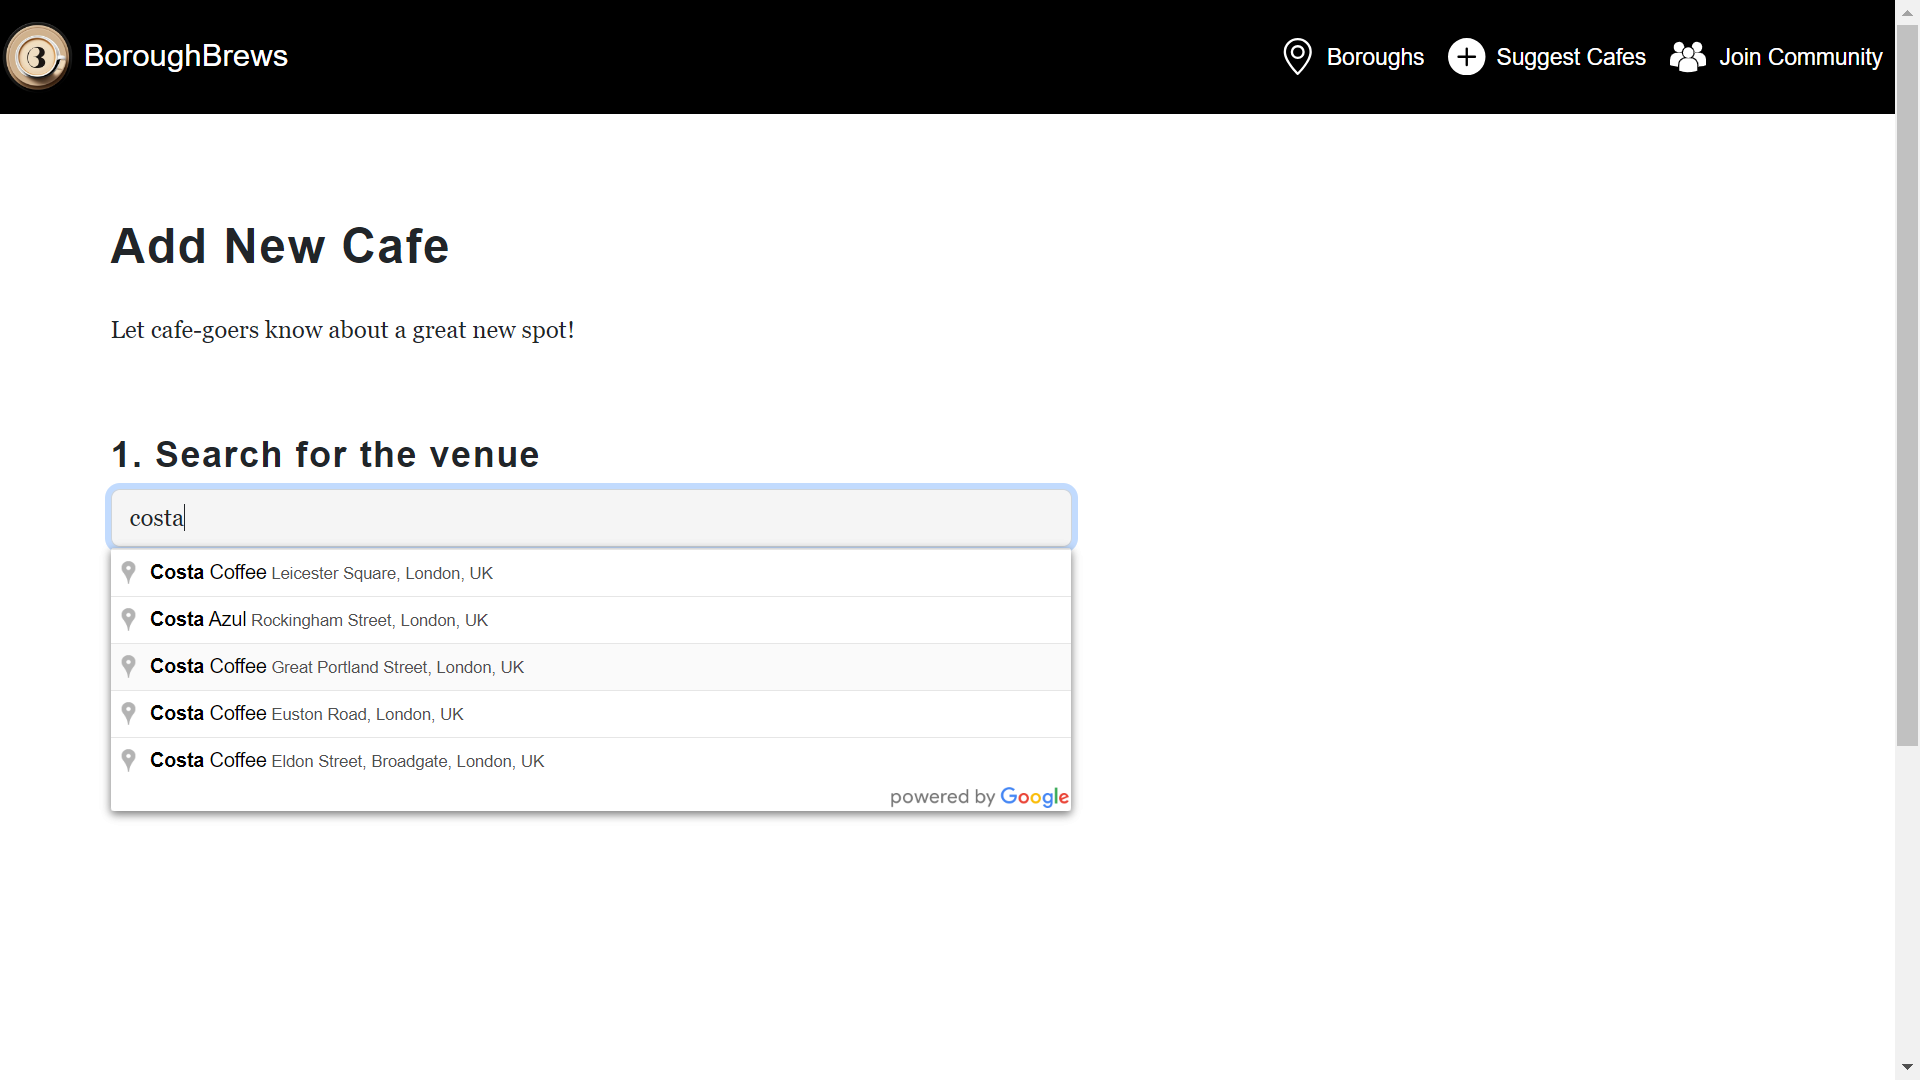 3
BoroughBrews
Boroughs
Suggest Cafes
Join Community
Add New Cafe
Let cafe-goers know about a great new spot!
1. Search for the venue
costa
Costa Coffee Leicester Square, London, UK
Costa Azul Rockingham Street, London, UK
Costa Coffee Great Portland Street, London, UK
Costa Coffee Euston Road, London, UK
Costa Coffee Eldon Street, Broadgate, London, UK
powered by Google